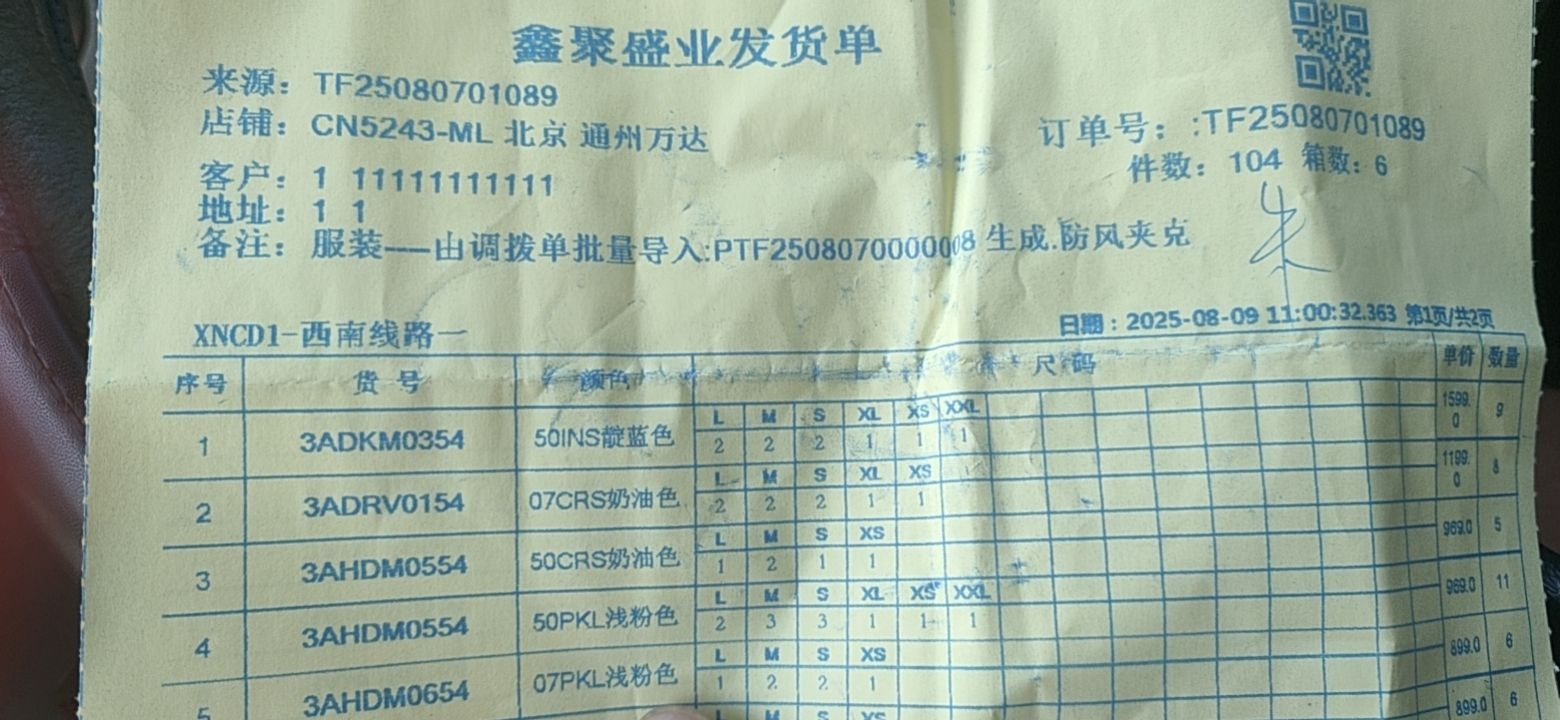 鑫聚盛业发货单
来源: TF25080701089
店铺: CN5243-ML 北京 通州万达
订单号: :TF25080701089
件数: 104 箱数: 6
客户: 1 11111111111
地址: 1 1
备注: 服装——由调拨单批量导入:PTF2508070000008 生成.防风夹克
XNCD1-西南线路一
日期：2025-08-09 11:00:32.363 第1页/共2页
序号 货号 颜色 尺码 单价 数量
L M S XL XS XXL
1 3ADKM0354 50INS靛蓝色 2 2 2 1 1 1 1599.0 9
L M S XL XS
2 3ADRV0154 07CRS奶油色 2 2 2 1 1 1199.0 8
L M S XS
3 3AHDM0554 50CRS奶油色 1 2 1 1 969.0 5
L M S XL XS XXL
4 3AHDM0554 50PKL浅粉色 2 3 3 1 1 1 969.0 11
L M S XS
5 3AHDM0654 07PKL浅粉色 1 2 2 1 899.0 6
L M S XS 899.0 6